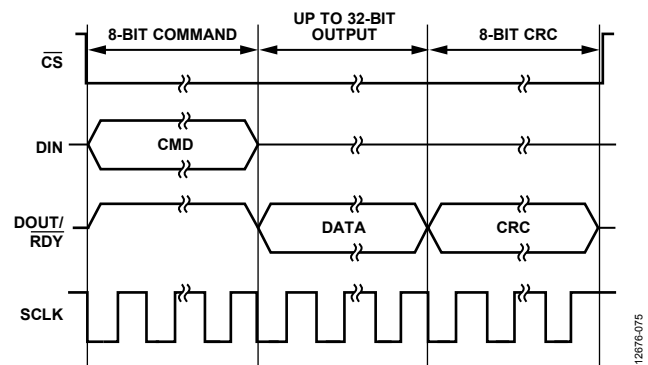 8-BIT COMMAND
UP TO 32-BIT
OUTPUT
8-BIT CRC
CS
DIN
CMD
DOUT/
RDY
DATA
CRC
SCLK
12676-075